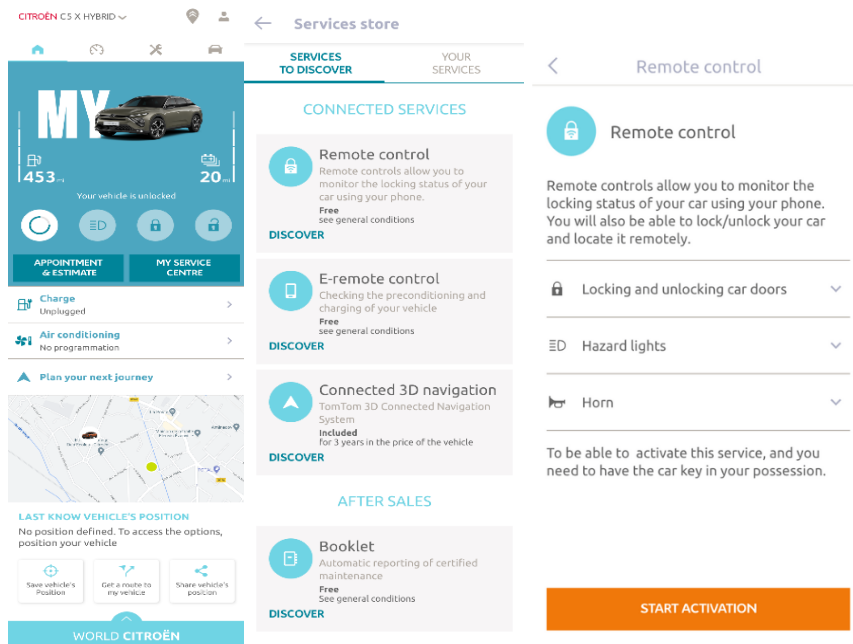 CITROËN C5 X HYBRID
MY
453 mi
20 mi
Your vehicle is unlocked
APPOINTMENT
& ESTIMATE
MY SERVICE
CENTRE
Charge
Unplugged
Air conditioning
No programmation
Plan your next journey
TOTAL
LAST KNOW VEHICLE'S POSITION
No position defined. To access the options,
position your vehicle
Save vehicle's
Position
Get a route to
my vehicle
Share vehicle's
position
WORLD CITROËN
Services store
SERVICES
TO DISCOVER
YOUR
SERVICES
CONNECTED SERVICES
Remote control
Remote controls allow you to
monitor the locking status of your
car using your phone.
Free
see general conditions
DISCOVER
E-remote control
Checking the preconditioning and
charging of your vehicle
Free
see general conditions
DISCOVER
Connected 3D navigation
TomTom 3D Connected Navigation
System
Included
for 3 years in the price of the vehicle
DISCOVER
AFTER SALES
Booklet
Automatic reporting of certified
maintenance
Free
See general conditions
DISCOVER
Remote control
Remote control
Remote controls allow you to monitor the
locking status of your car using your phone.
You will also be able to lock/unlock your car
and locate it remotely.
Locking and unlocking car doors
Hazard lights
Horn
To be able to activate this service, and you
need to have the car key in your possession.
START ACTIVATION